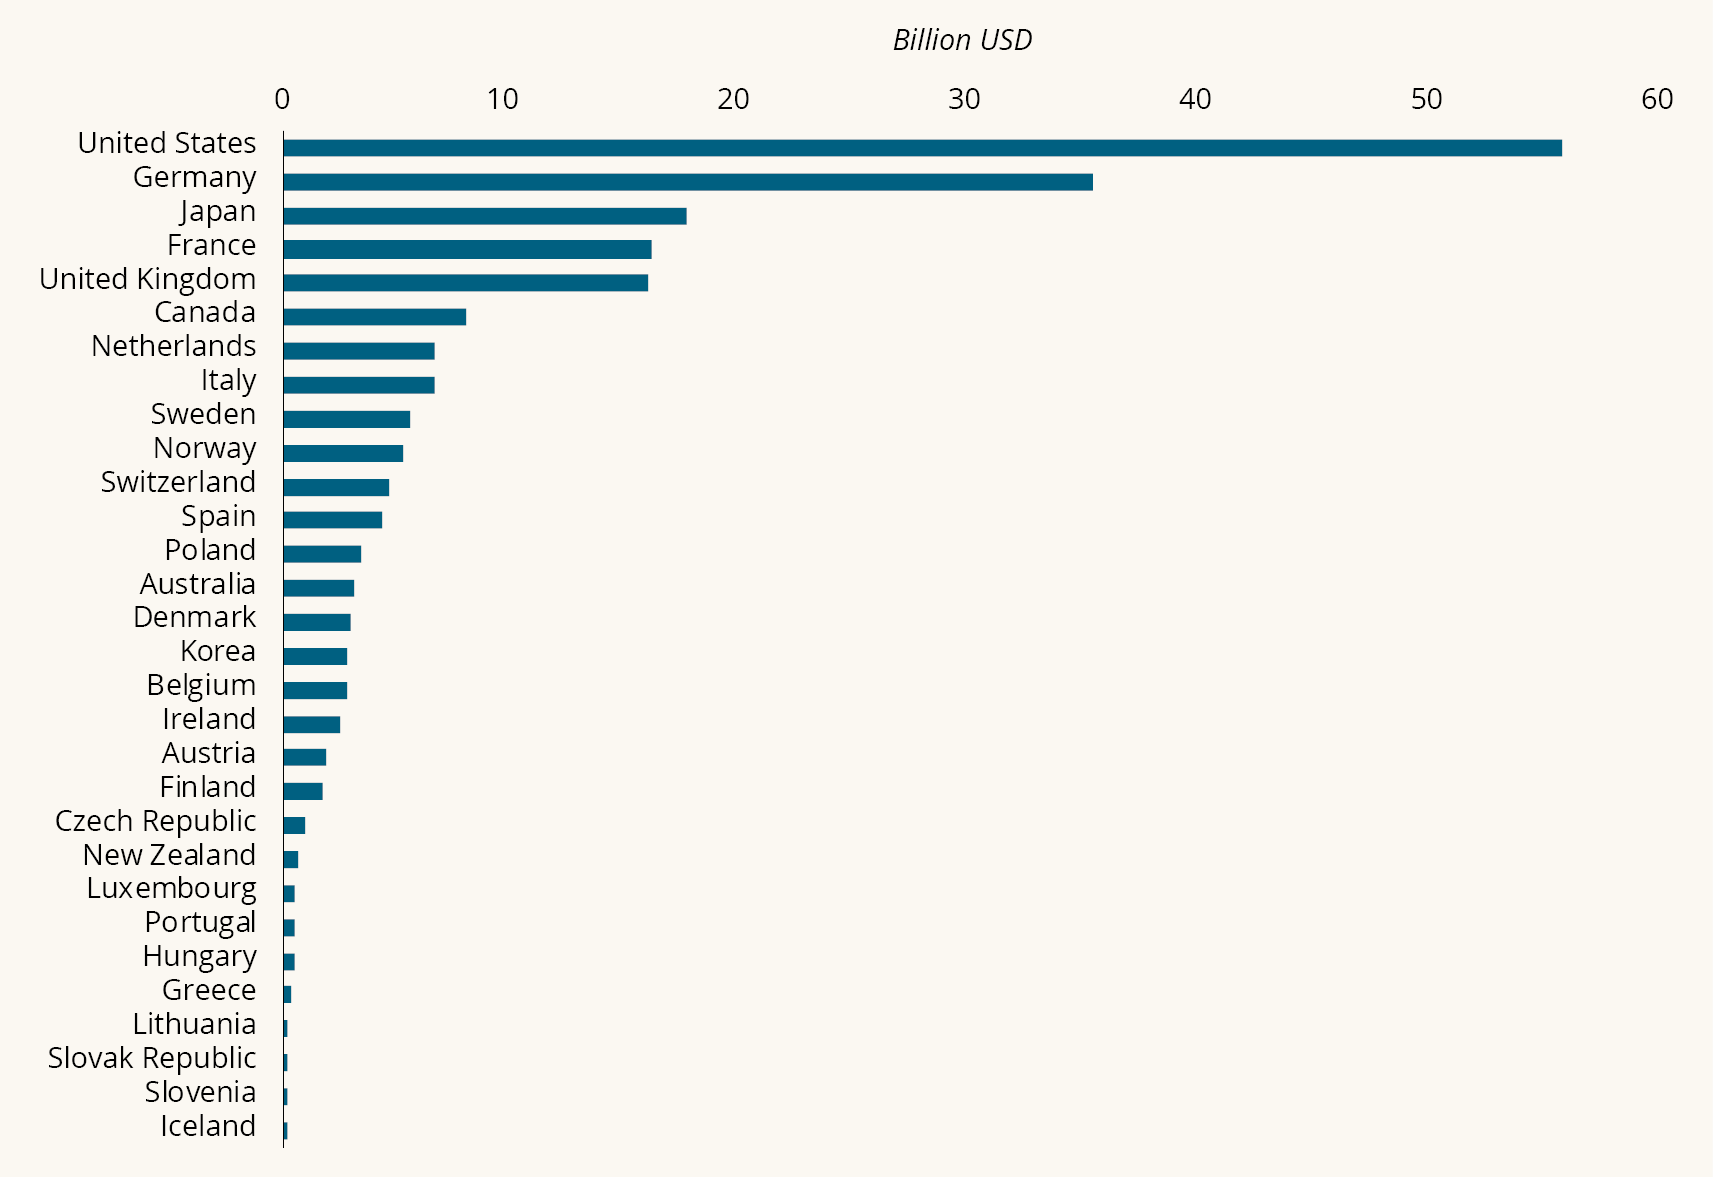 Billion USD
0 10 20 30 40 50 60
United States
Germany
Japan
France
United Kingdom
Canada
Netherlands
Italy
Sweden
Norway
Switzerland
Spain
Poland
Australia
Denmark
Korea
Belgium
Ireland
Austria
Finland
Czech Republic
New Zealand
Luxembourg
Portugal
Hungary
Greece
Lithuania
Slovak Republic
Slovenia
Iceland